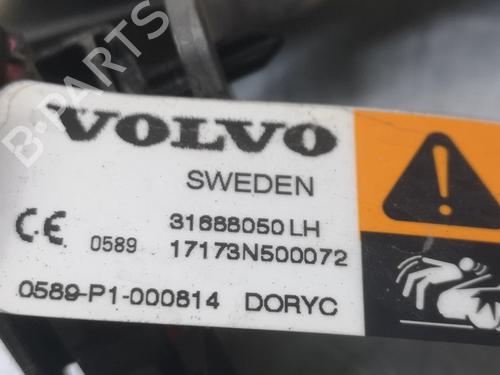 B-PARTS
VOLVO
SWEDEN
CE 0589 31688050 LH
17173N500072
0589-P1-000814 DORYC